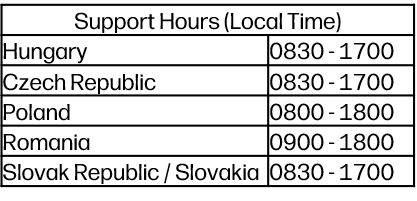 Support Hours (Local Time)
Hungary 0830 - 1700
Czech Republic 0830 - 1700
Poland 0800 - 1800
Romania 0900 - 1800
Slovak Republic / Slovakia 0830 - 1700